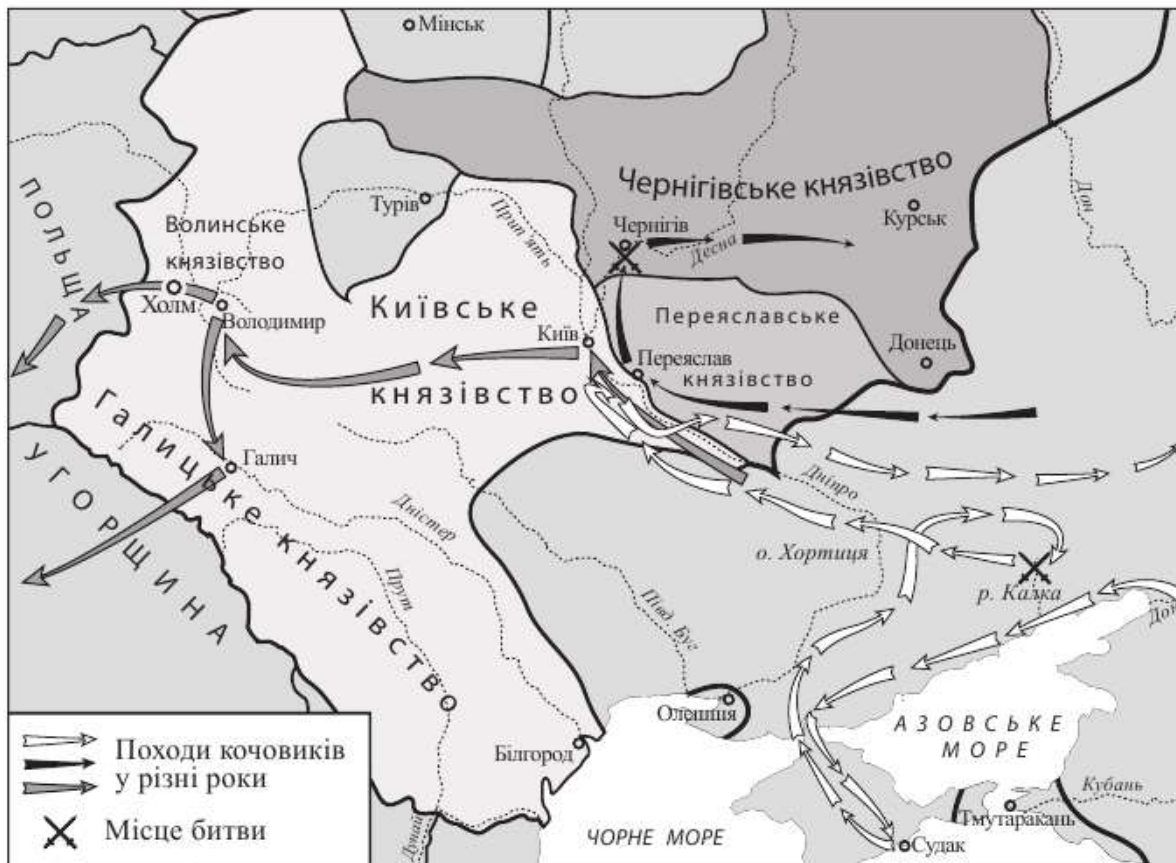 Мінськ
ПОЛЬЩА
Турів
Прип'ять
Чернігівське князівство
Чернігів
Десна
Курськ
Дон
Волинське
князівство
Холм
Володимир
Київське
князівство
Київ
Переяславське
князівство
Переяслав
Донець
Галицьке князівство
Галич
УГОРЩИНА
Дністер
Прут
Півд. Буг
Дніпро
о. Хортиця
р. Калка
Олешшя
Білгород
АЗОВСЬКЕ
МОРЕ
Кубань
Тмутаракань
Судак
ЧОРНЕ МОРЕ
Дунай
Походи кочовиків
у різні роки
Місце битви